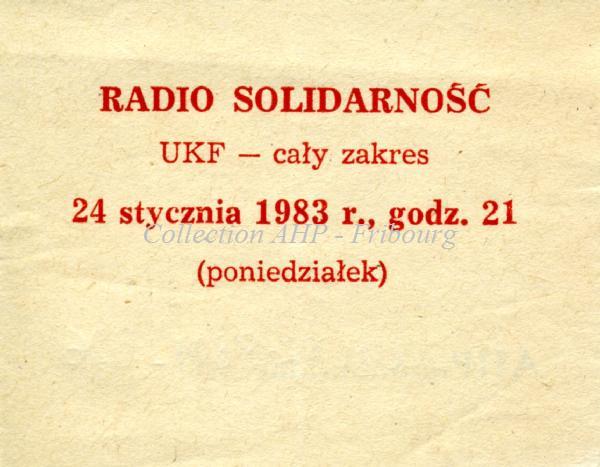 RADIO SOLIDARNOŚĆ
UKF — cały zakres
24 stycznia 1983 r., godz. 21
Collection AHP - Fribourg
(poniedziałek)